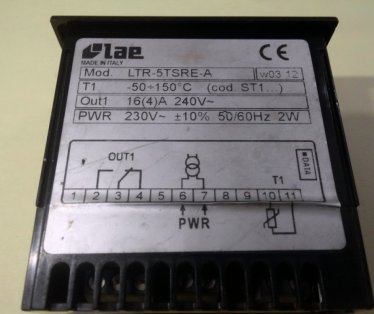 lae
MADE IN ITALY
CE
Mod. LTR-5TSRE-A w03 12
T1 -50÷150°C (cod. ST1...)
Out1 16(4)A 240V~
PWR 230V~ ±10% 50/60Hz 2W
OUT1
DATA
T1
1 2 3 4 5 6 7 8 9 10 11
PWR